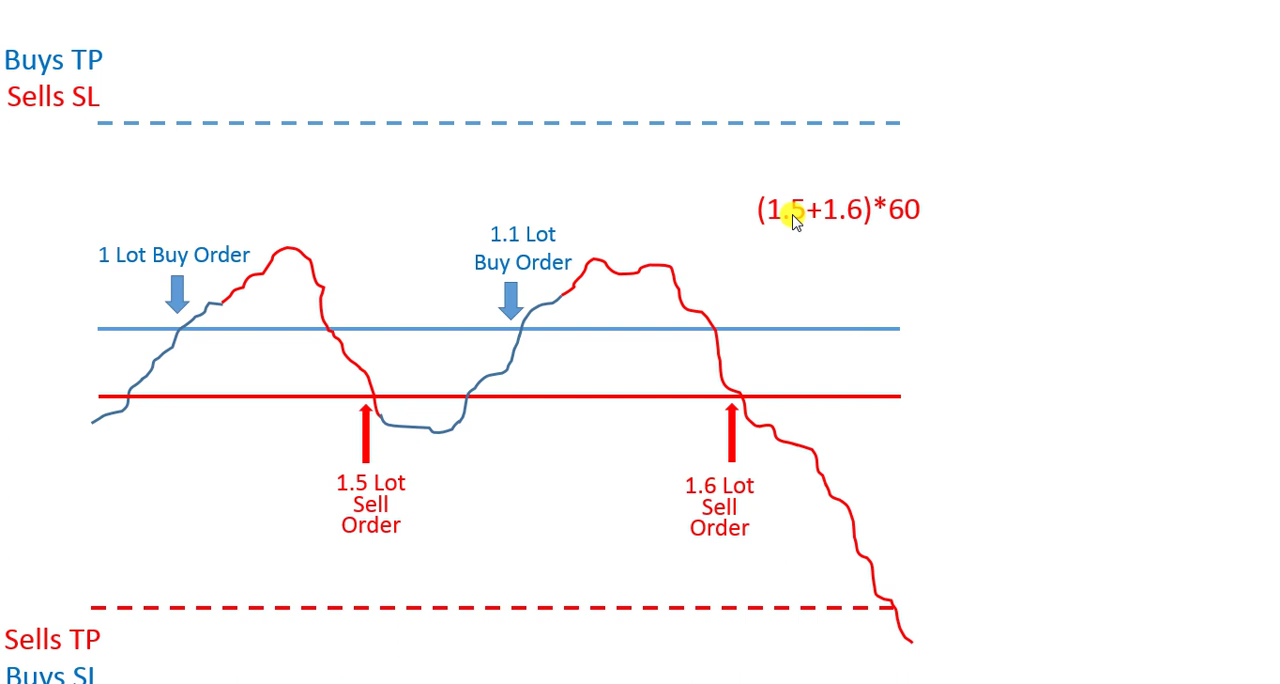 Buys TP
Sells SL
(1.5+1.6)*60
1 Lot Buy Order
1.1 Lot
Buy Order
1.5 Lot
Sell
Order
1.6 Lot
Sell
Order
Sells TP
Buys SL